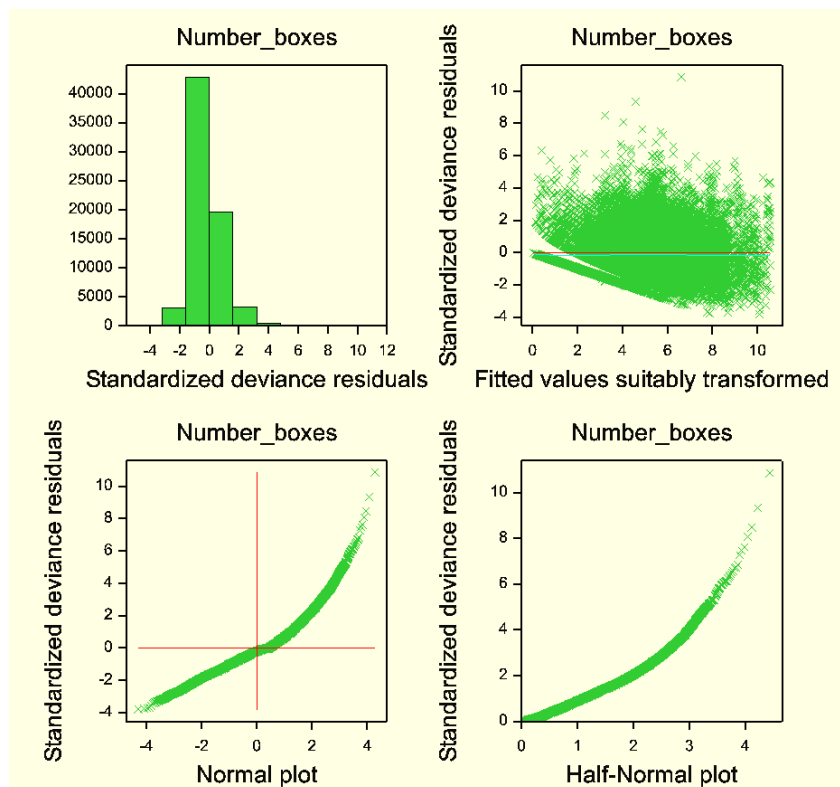 Number_boxes
Standardized deviance residuals
40000
35000
30000
25000
20000
15000
10000
5000
0
-4 -2 0 2 4 6 8 10 12
Standardized deviance residuals
Number_boxes
Standardized deviance residuals
10
8
6
4
2
0
-2
-4
0 2 4 6 8 10
Fitted values suitably transformed
Number_boxes
Standardized deviance residuals
10
8
6
4
2
0
-2
-4
-4 -2 0 2 4
Normal plot
Number_boxes
Standardized deviance residuals
10
8
6
4
2
0
0 1 2 3 4
Half-Normal plot